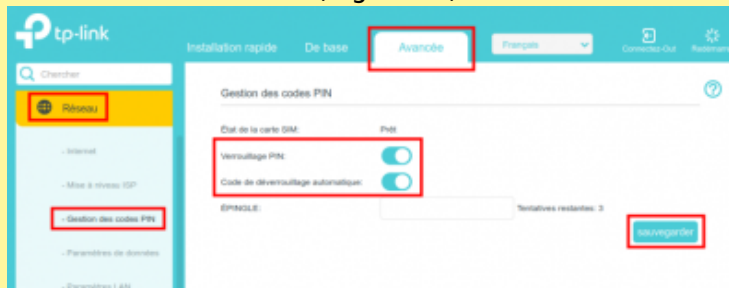 tp-link
Installation rapide
De base
Avancée
Français
Connectez-Out
Chercher
Gestion des codes PIN
Réseau
État de la carte SIM:
Prêt
- Internet
Verrouillage PIN:
Code de déverrouillage automatique:
- Mise à niveau ISP
ÉPINGLE:
Tentatives restantes: 3
- Gestion des codes PIN
sauvegarder
- Paramètres de données
- Paramètres LAN